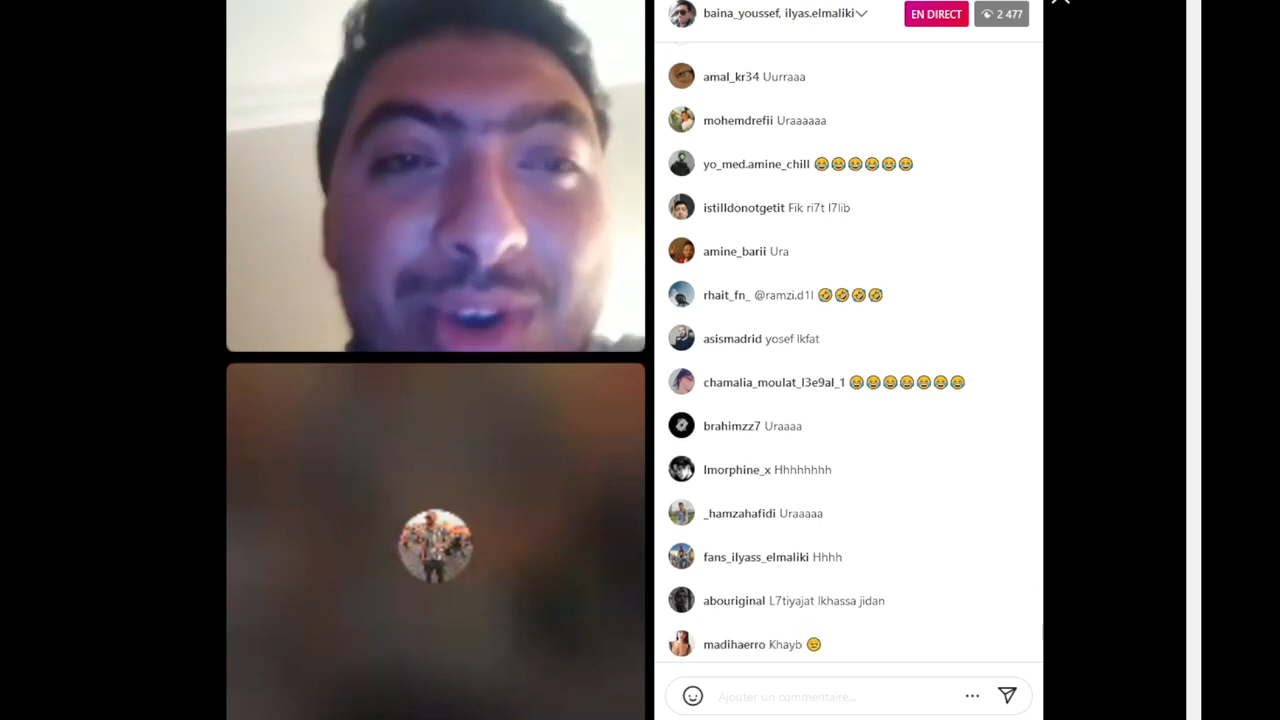 baina_youssef, ilyas.elmaliki
EN DIRECT
2 477
amal_kr34 Uurraaa
mohemdrefii Uraaaaaa
yo_med.amine_chill 😂😂😂😂😂😂
istilldonotgetit Fik ri7t l7lib
amine_barii Ura
rhait_fn_ @ramzi.d1l 🤣🤣🤣🤣
asismadrid yosef lkfat
chamalia_moulat_l3e9al_1 😂😂😂😂😂😂😂
brahimzz7 Uraaaa
lmorphine_x Hhhhhhhh
_hamzahafidi Uraaaaa
fans_ilyass_elmaliki Hhhh
abouriginal L7tiyajat lkhassa jidan
madihaerro Khayb 😥
Ajouter un commentaire...